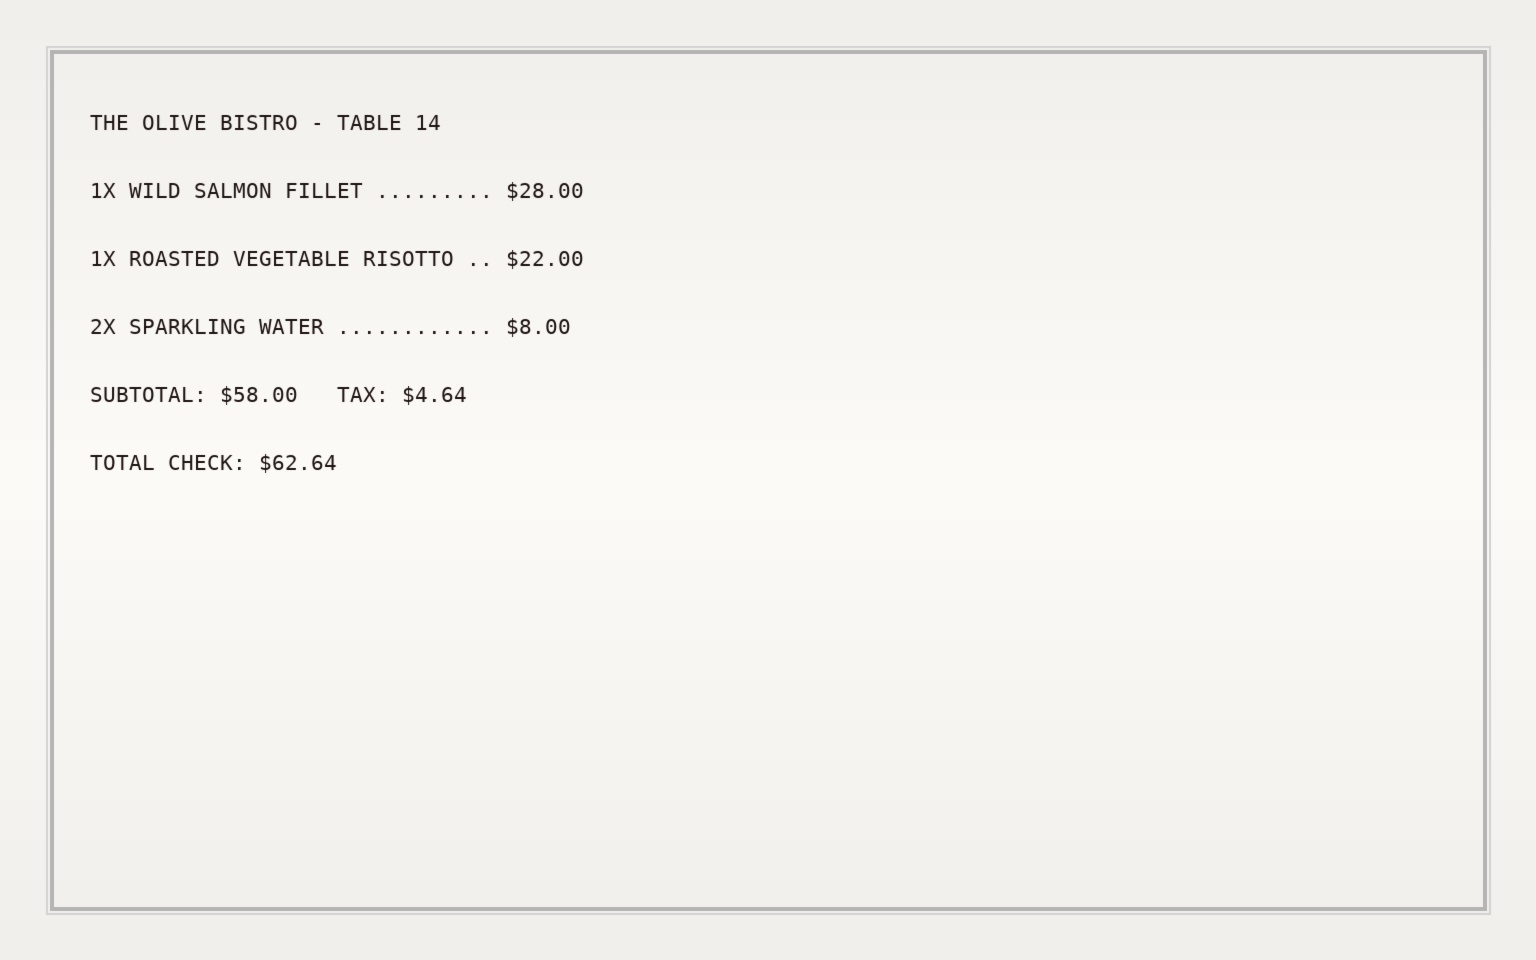 THE OLIVE BISTRO - TABLE 14
1X WILD SALMON FILLET ......... $28.00
1X ROASTED VEGETABLE RISOTTO .. $22.00
2X SPARKLING WATER ............ $8.00
SUBTOTAL: $58.00   TAX: $4.64
TOTAL CHECK: $62.64